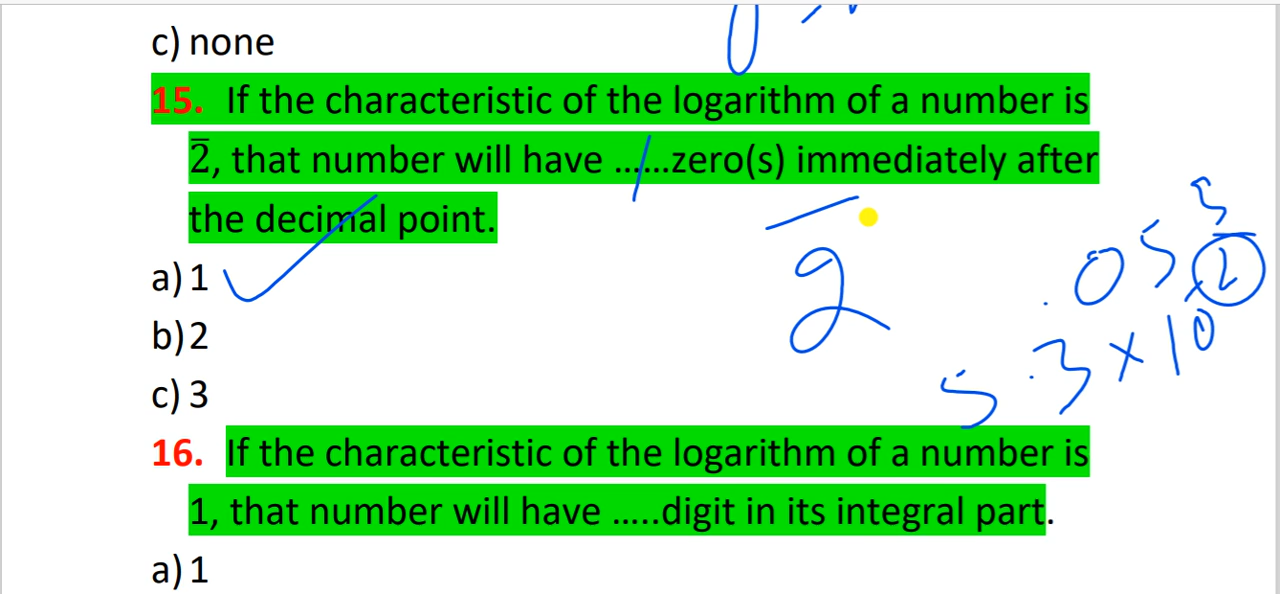 c) none
15. If the characteristic of the logarithm of a number is
2̅, that number will have ......zero(s) immediately after
the decimal point.
a) 1
b) 2
c) 3
16. If the characteristic of the logarithm of a number is
1, that number will have .....digit in its integral part.
a) 1
2̅
.05
5.3 × 10